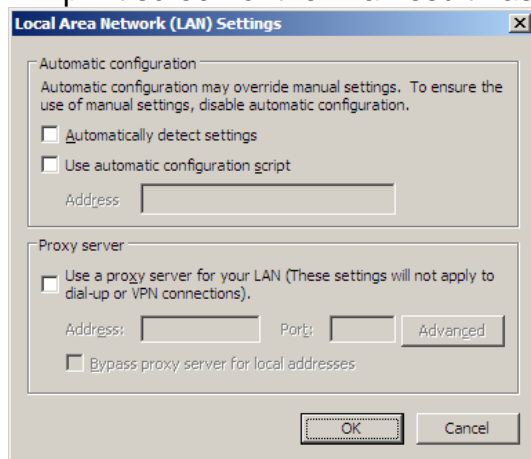 Local Area Network (LAN) Settings
Automatic configuration
Automatic configuration may override manual settings. To ensure the
use of manual settings, disable automatic configuration.
Automatically detect settings
Use automatic configuration script
Address
Proxy server
Use a proxy server for your LAN (These settings will not apply to
dial-up or VPN connections).
Address: Port: Advanced
Bypass proxy server for local addresses
OK Cancel